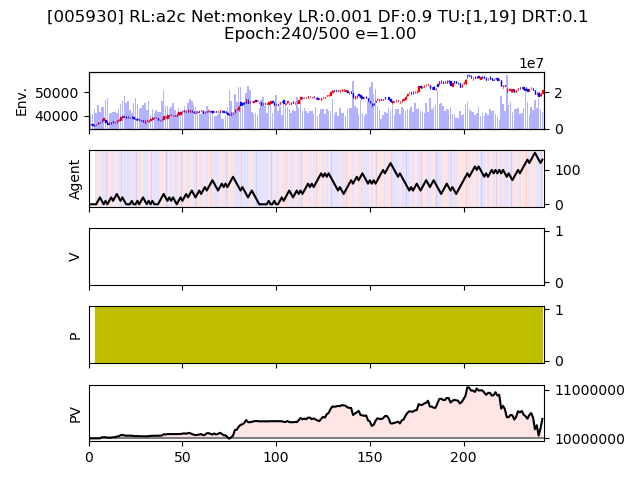 [005930] RL:a2c Net:monkey LR:0.001 DF:0.9 TU:[1,19] DRT:0.1
Epoch:240/500 e=1.00
1e7
Env.
50000
40000
2
0
Agent
100
0
V
1
0
P
1
0
PV
11000000
10000000
0 50 100 150 200